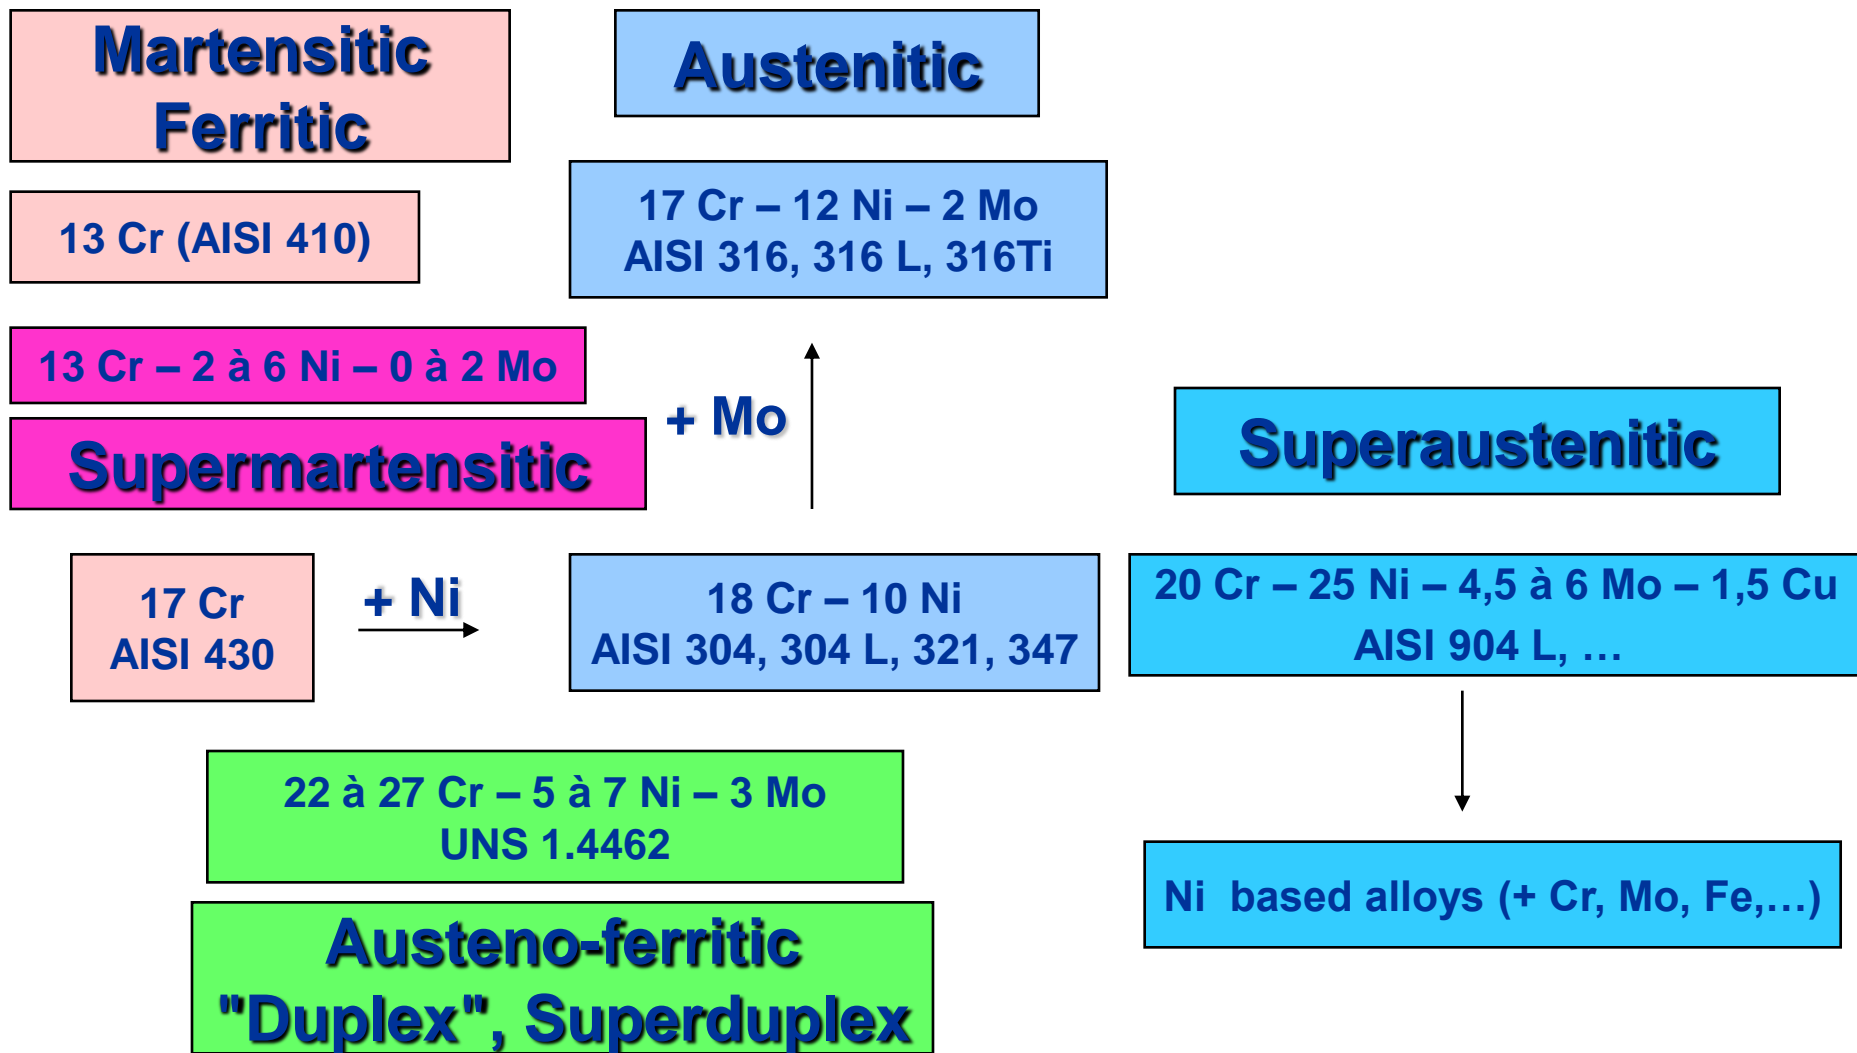 Martensitic
Ferritic
Austenitic
13 Cr (AISI 410)
17 Cr – 12 Ni – 2 Mo
AISI 316, 316 L, 316Ti
13 Cr – 2 à 6 Ni – 0 à 2 Mo
Supermartensitic
+ Mo
Superaustenitic
17 Cr
AISI 430
+ Ni
18 Cr – 10 Ni
AISI 304, 304 L, 321, 347
20 Cr – 25 Ni – 4,5 à 6 Mo – 1,5 Cu
AISI 904 L, …
22 à 27 Cr – 5 à 7 Ni – 3 Mo
UNS 1.4462
Ni based alloys (+ Cr, Mo, Fe,…)
Austeno-ferritic
"Duplex", Superduplex